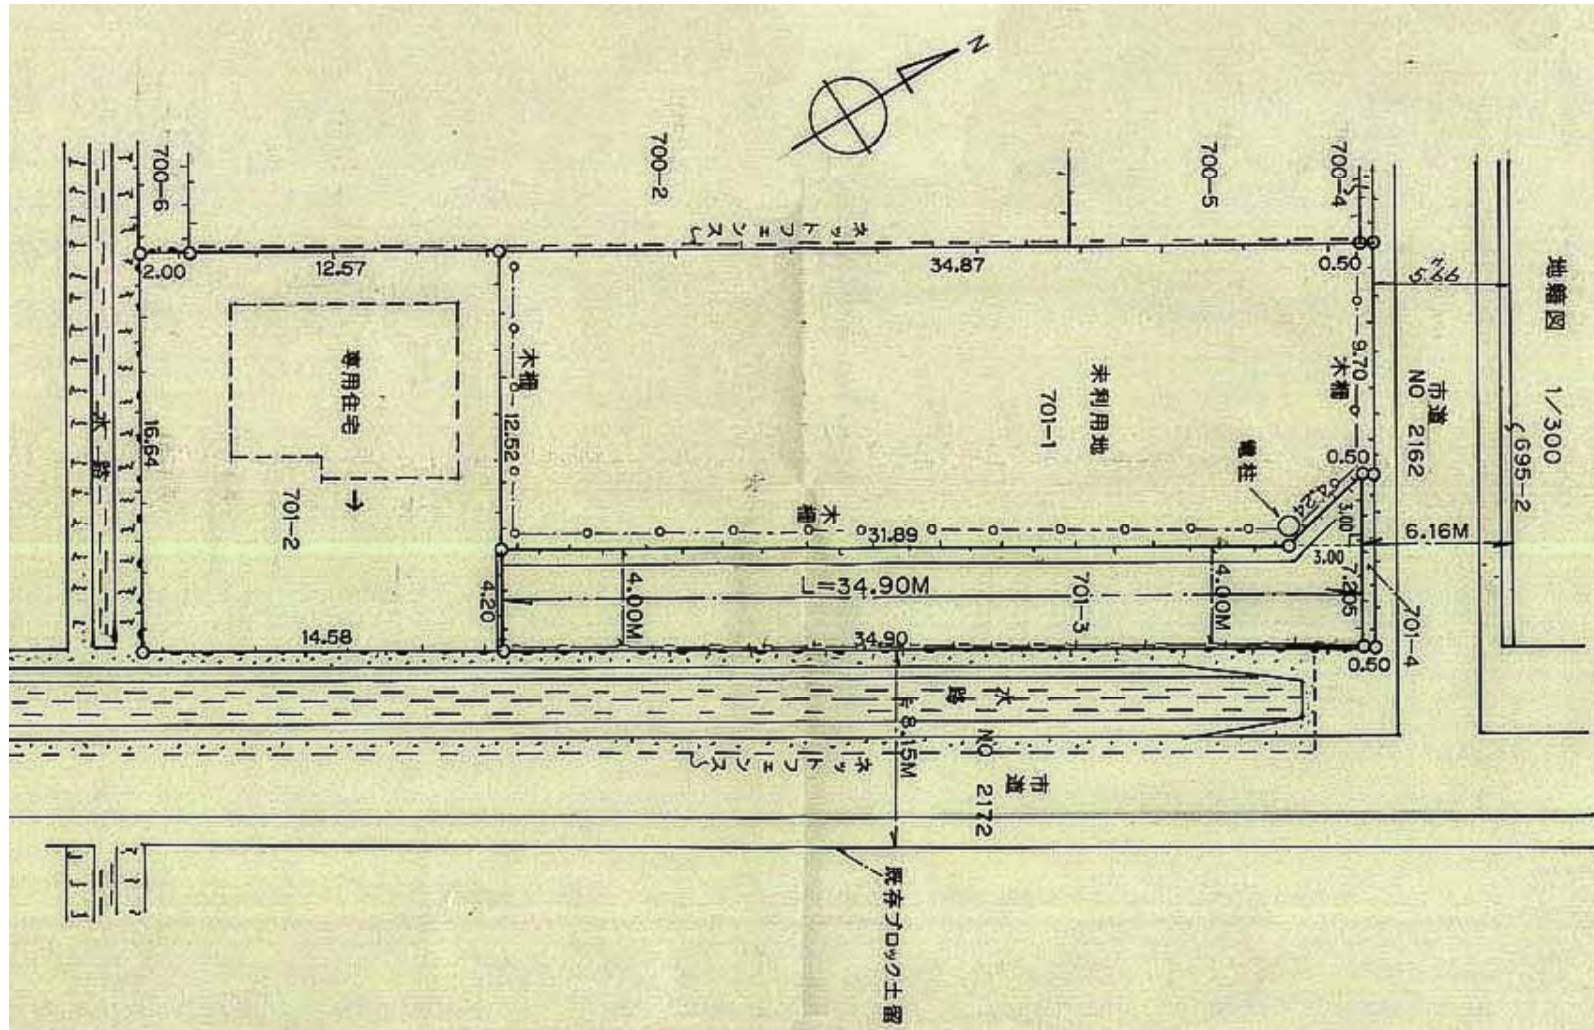 地籍図 1/300
N
700-6
700-2
700-5
700-4
695-2
ネットフェンス
2.00
12.57
34.87
0.50
市道
NO 2162
9.70
木柵
木柵
12.52
専用住宅
16.64
水路
701-2
未利用地
701-1
電柱
0.50
4.24
3.00
3.00
6.16M
木柵
31.89
L=34.90M
4.20
4.00M
701-3
4.00M
7.205
701-4
14.58
34.90
0.50
水路
8.15M
ネットフェンス
市道
NO 2172
既存ブロック土留